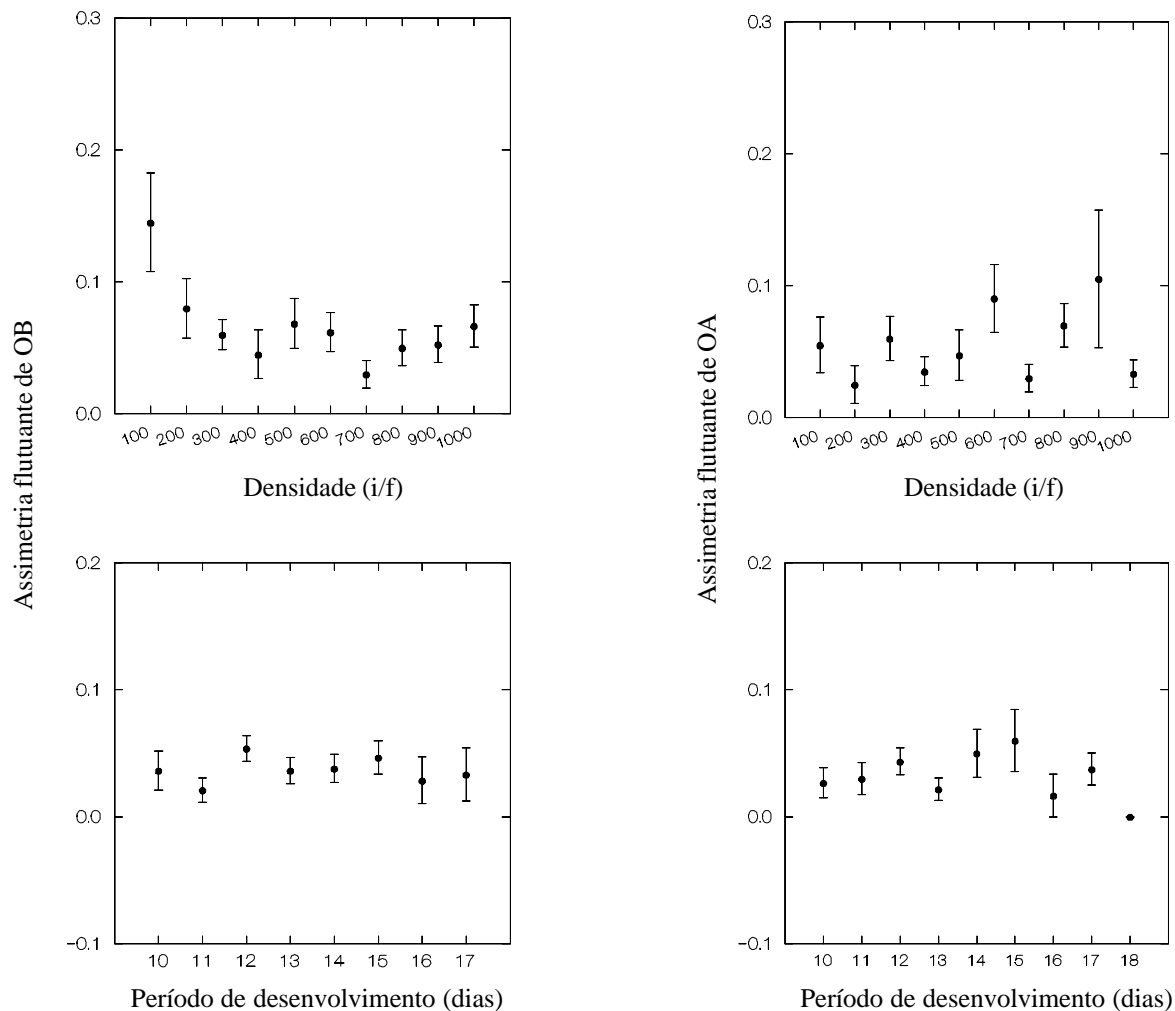 Assimetria flutuante de OB
0.3
0.2
0.1
0.0
100 200 300 400 500 600 700 800 900 1000
Densidade (i/f)
0.2
0.1
0.0
−0.1
10 11 12 13 14 15 16 17
Período de desenvolvimento (dias)
Assimetria flutuante de OA
0.3
0.2
0.1
0.0
100 200 300 400 500 600 700 800 900 1000
Densidade (i/f)
0.2
0.1
0.0
−0.1
10 11 12 13 14 15 16 17 18
Período de desenvolvimento (dias)